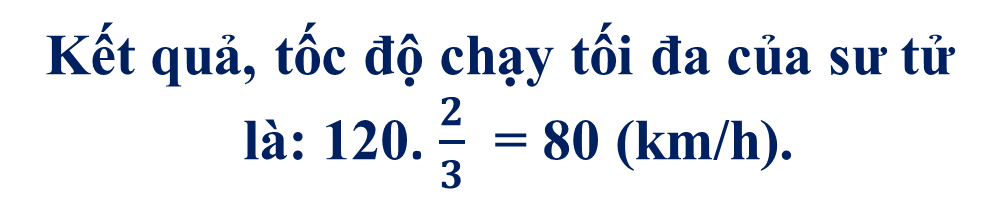 Kết quả, tốc độ chạy tối đa của sư tử
là: 120. 2/3 = 80 (km/h).